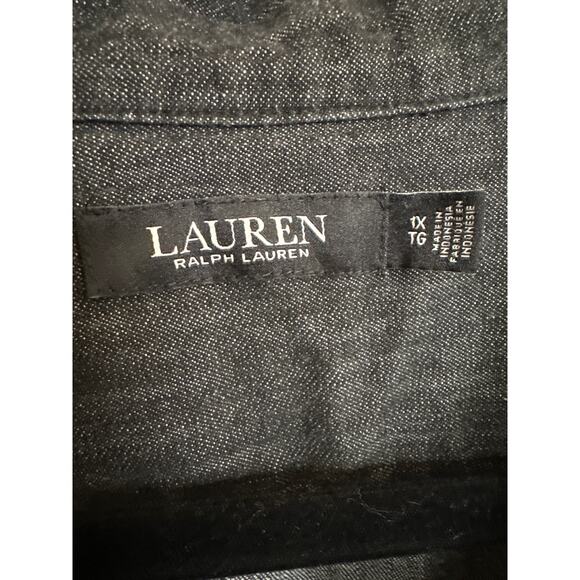 LAUREN
RALPH LAUREN
1X
TG
MADE IN
INDONESIA
FABRIQUÉ EN
INDONÉSIE